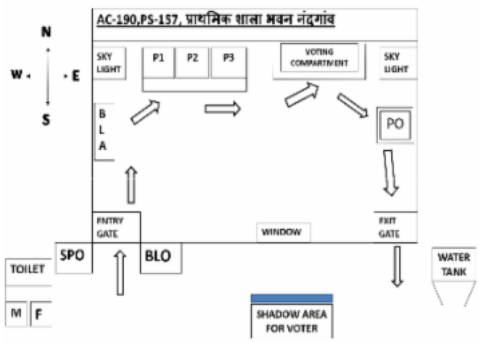 AC-190,PS-157, प्राथमिक शाला भवन नंदगांव
N
W
E
S
SKY
LIGHT
P1
P2
P3
VOTING
COMPARTMENT
SKY
LIGHT
B
L
A
PO
ENTRY
GATE
WINDOW
EXIT
GATE
SPO
BLO
TOILET
M
F
WATER
TANK
SHADOW AREA
FOR VOTER